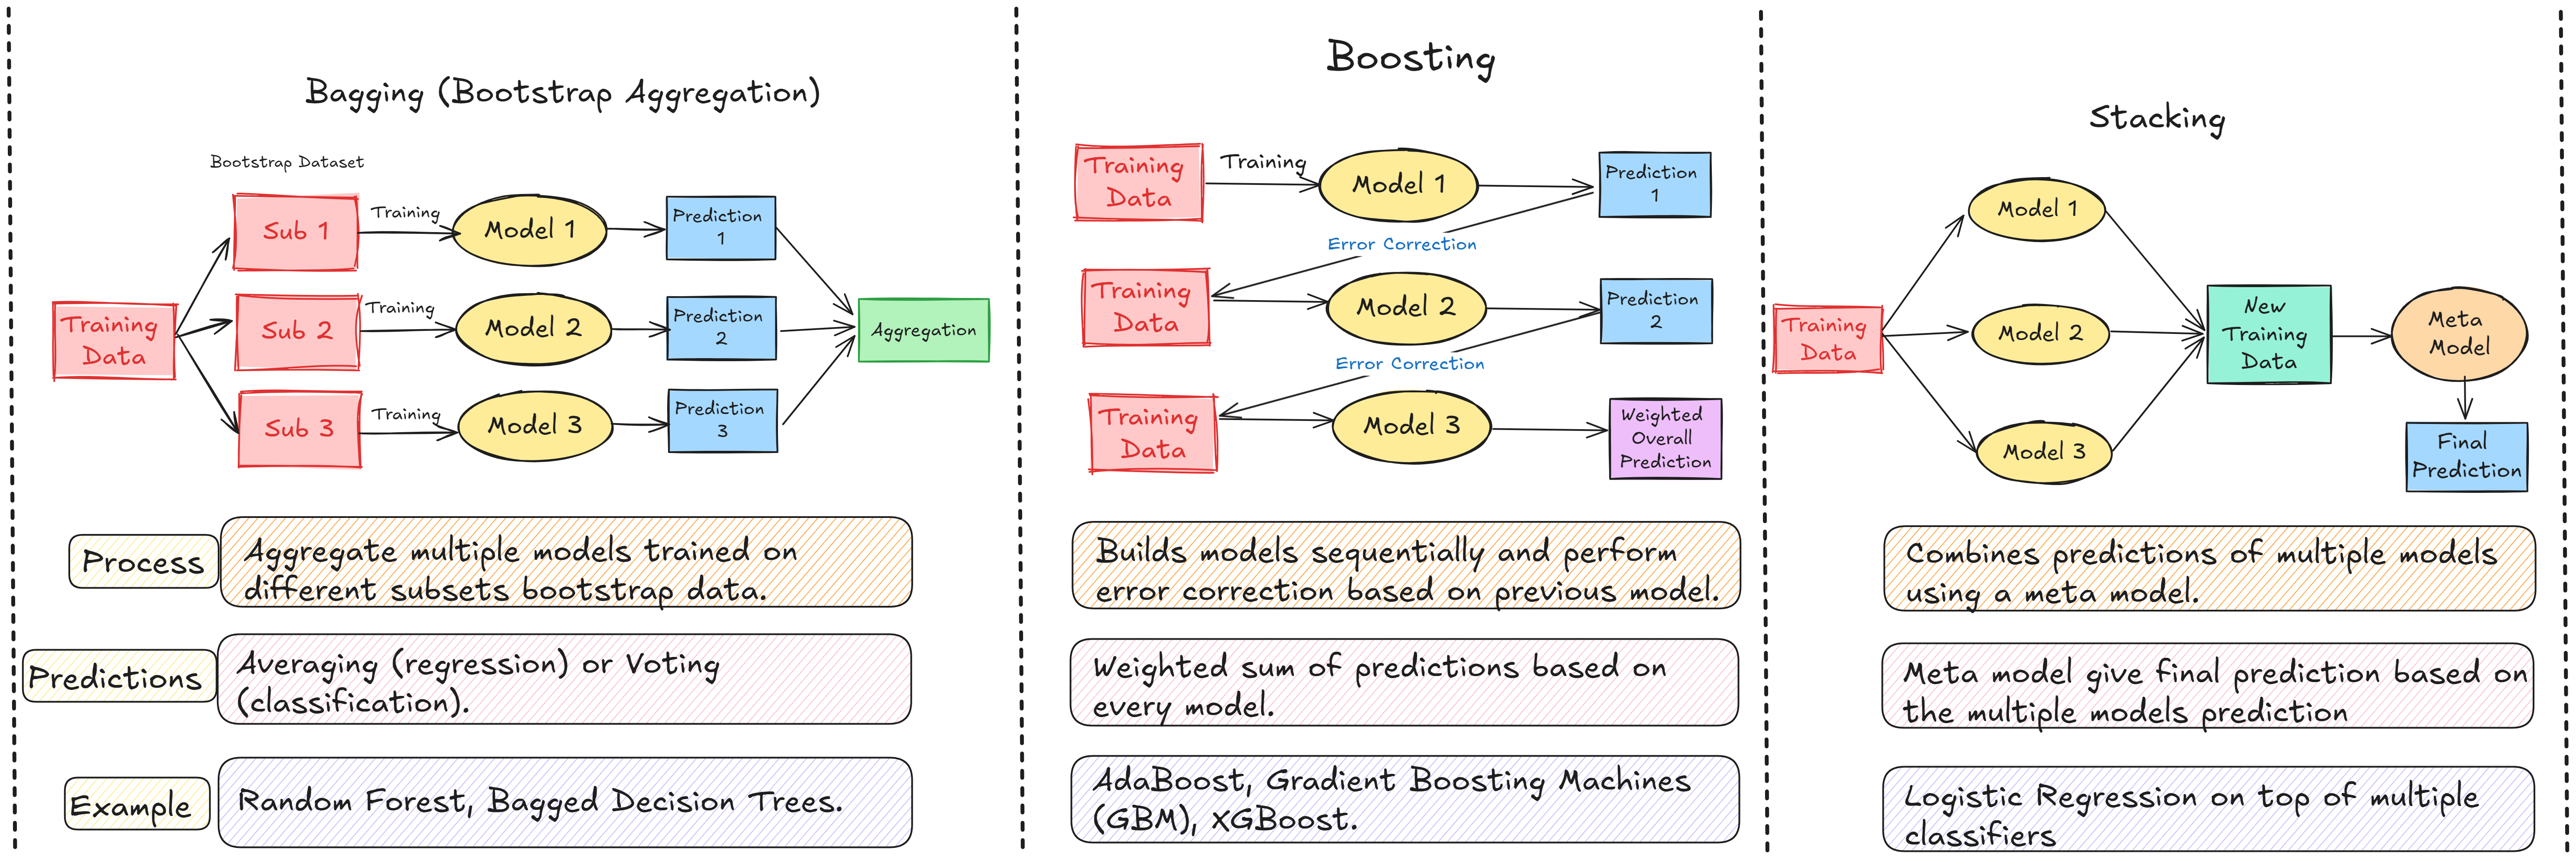 Bagging (Bootstrap Aggregation)
Bootstrap Dataset
Training
Data
Sub 1
Training
Model 1
Prediction
1
Sub 2
Training
Model 2
Prediction
2
Sub 3
Training
Model 3
Prediction
3
Aggregation
Process
Aggregate multiple models trained on
different subsets bootstrap data.
Predictions
Averaging (regression) or Voting
(classification).
Example
Random Forest, Bagged Decision Trees.
Boosting
Training
Data
Training
Model 1
Prediction
1
Error Correction
Training
Data
Model 2
Prediction
2
Error Correction
Training
Data
Model 3
Weighted
Overall
Prediction
Builds models sequentially and perform
error correction based on previous model.
Weighted sum of predictions based on
every model.
AdaBoost, Gradient Boosting Machines
(GBM), XGBoost.
Stacking
Training
Data
Model 1
Model 2
Model 3
New
Training
Data
Meta
Model
Final
Prediction
Combines predictions of multiple models
using a meta model.
Meta model give final prediction based on
the multiple models prediction
Logistic Regression on top of multiple
classifiers